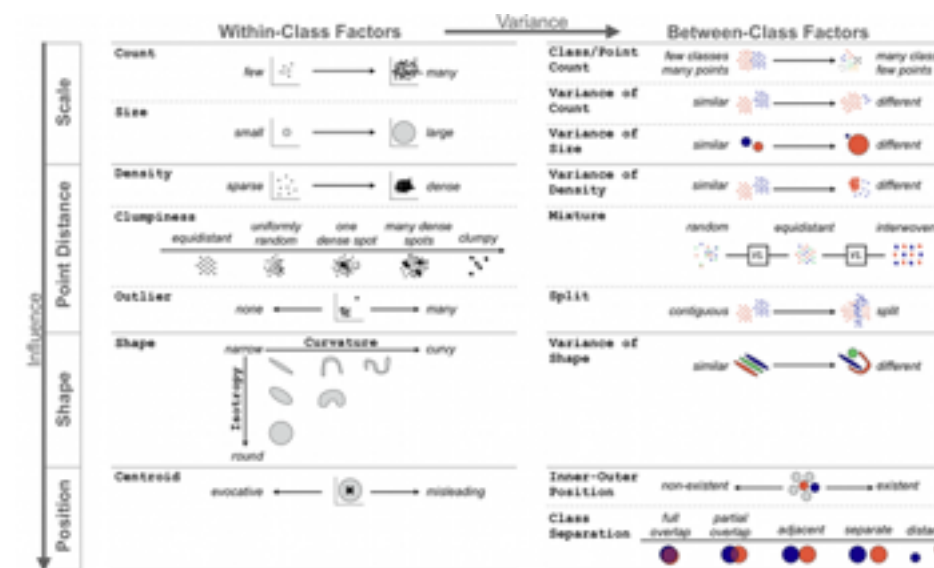 Variance
Within-Class Factors
Between-Class Factors
Influence
Scale
Count
few
many
Size
small
large
Class/Point Count
few classes
many points
many clas
few points
Variance of Count
similar
different
Variance of Size
similar
different
Point Distance
Density
sparse
dense
Clumpiness
equidistant
uniformly random
one dense spot
many dense spots
clumpy
Outlier
none
many
Variance of Density
similar
different
Mixture
random
vs.
equidistant
vs.
interwoven
Split
contiguous
split
Shape
Shape
narrow
Curvature
curvy
Isotropy
round
Variance of Shape
similar
different
Position
Centroid
evocative
misleading
Inner-Outer Position
non-existent
existent
Class Separation
full overlap
partial overlap
adjacent
separate
dista